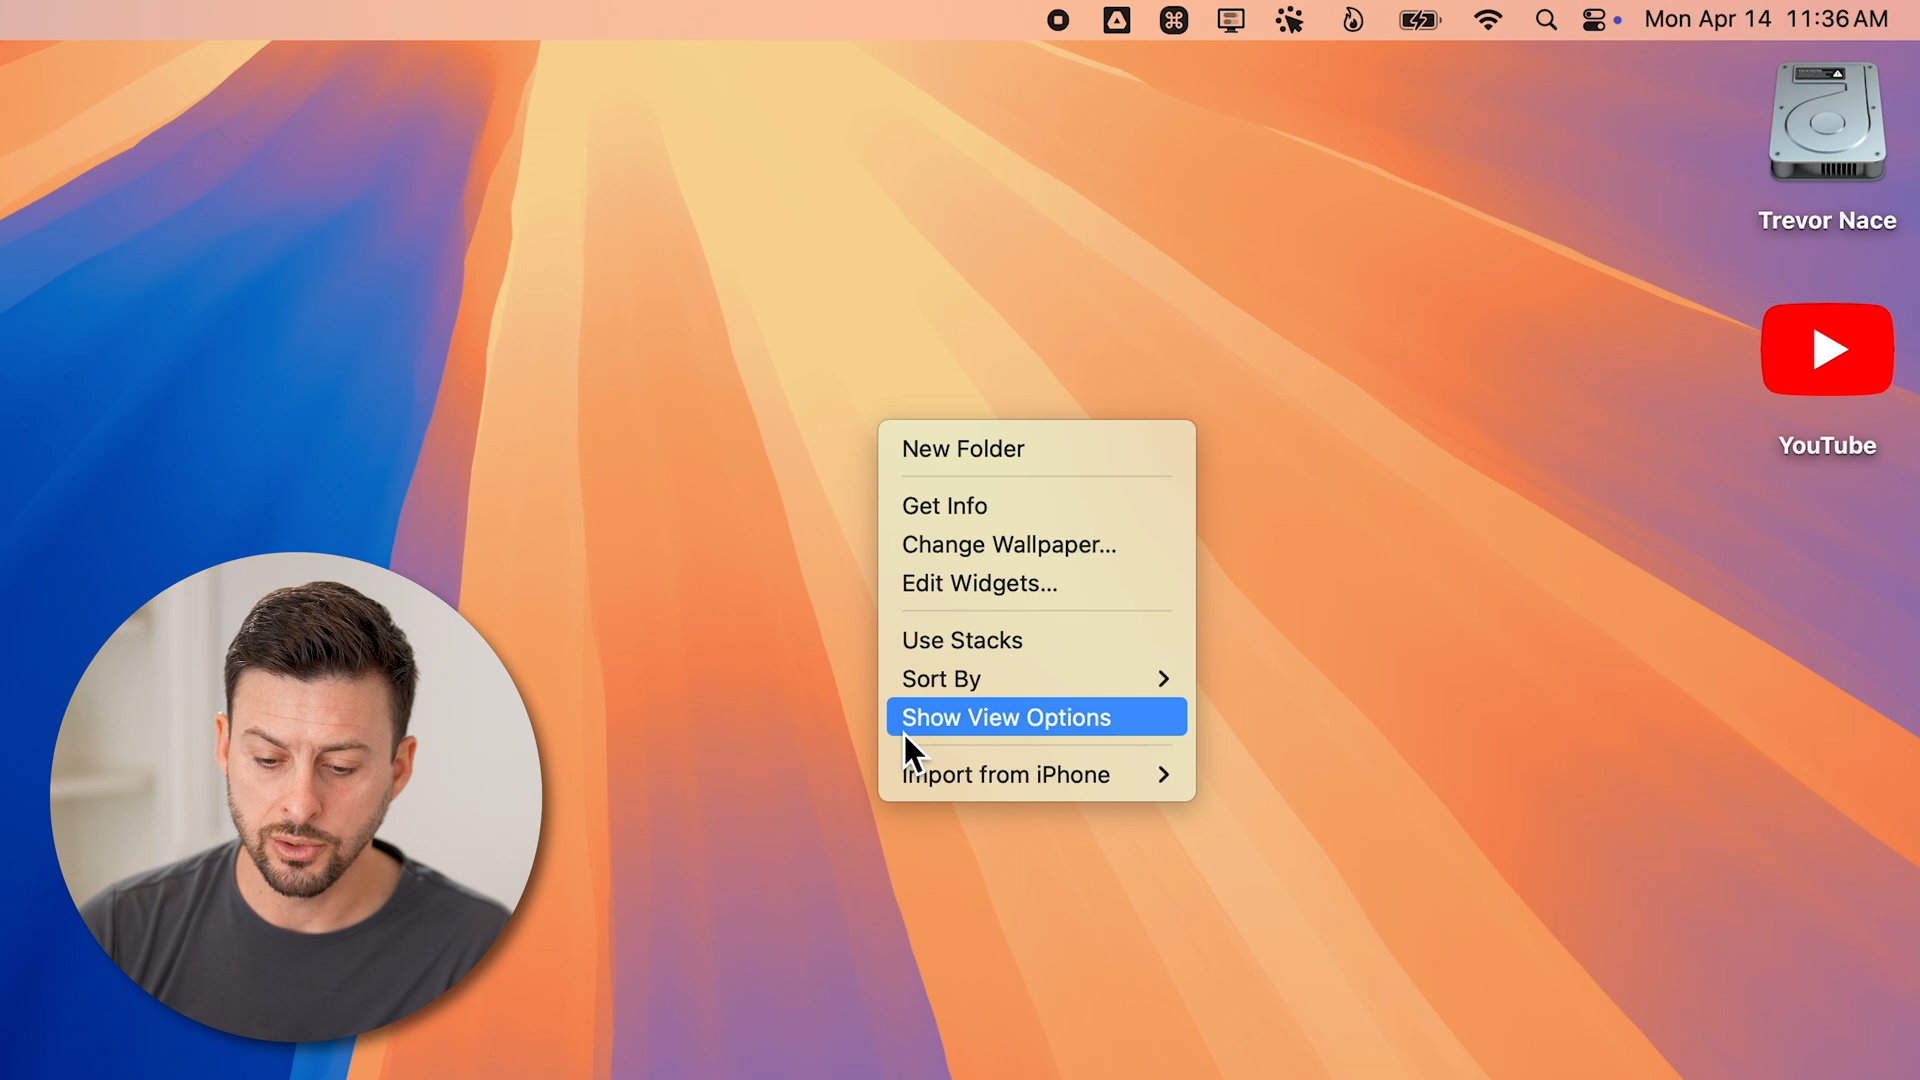 Mon Apr 14 11:36 AM
Trevor Nace
YouTube
New Folder
Get Info
Change Wallpaper...
Edit Widgets...
Use Stacks
Sort By
Show View Options
Import from iPhone